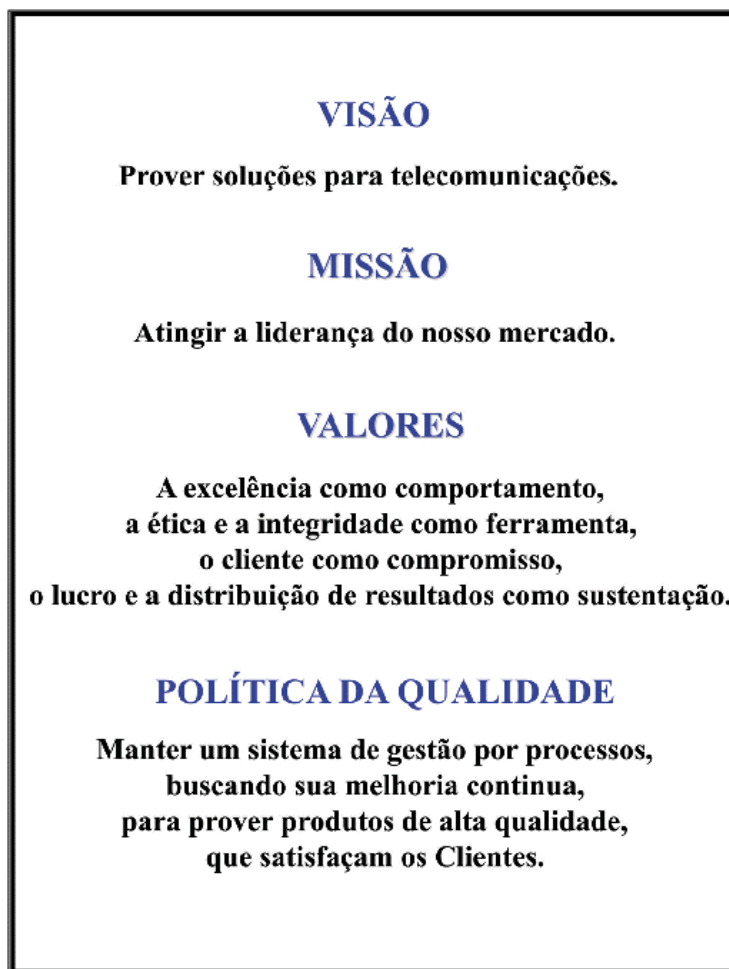 VISÃO
Prover soluções para telecomunicações.
MISSÃO
Atingir a liderança do nosso mercado.
VALORES
A excelência como comportamento,
a ética e a integridade como ferramenta,
o cliente como compromisso,
o lucro e a distribuição de resultados como sustentação.
POLÍTICA DA QUALIDADE
Manter um sistema de gestão por processos,
buscando sua melhoria continua,
para prover produtos de alta qualidade,
que satisfaçam os Clientes.